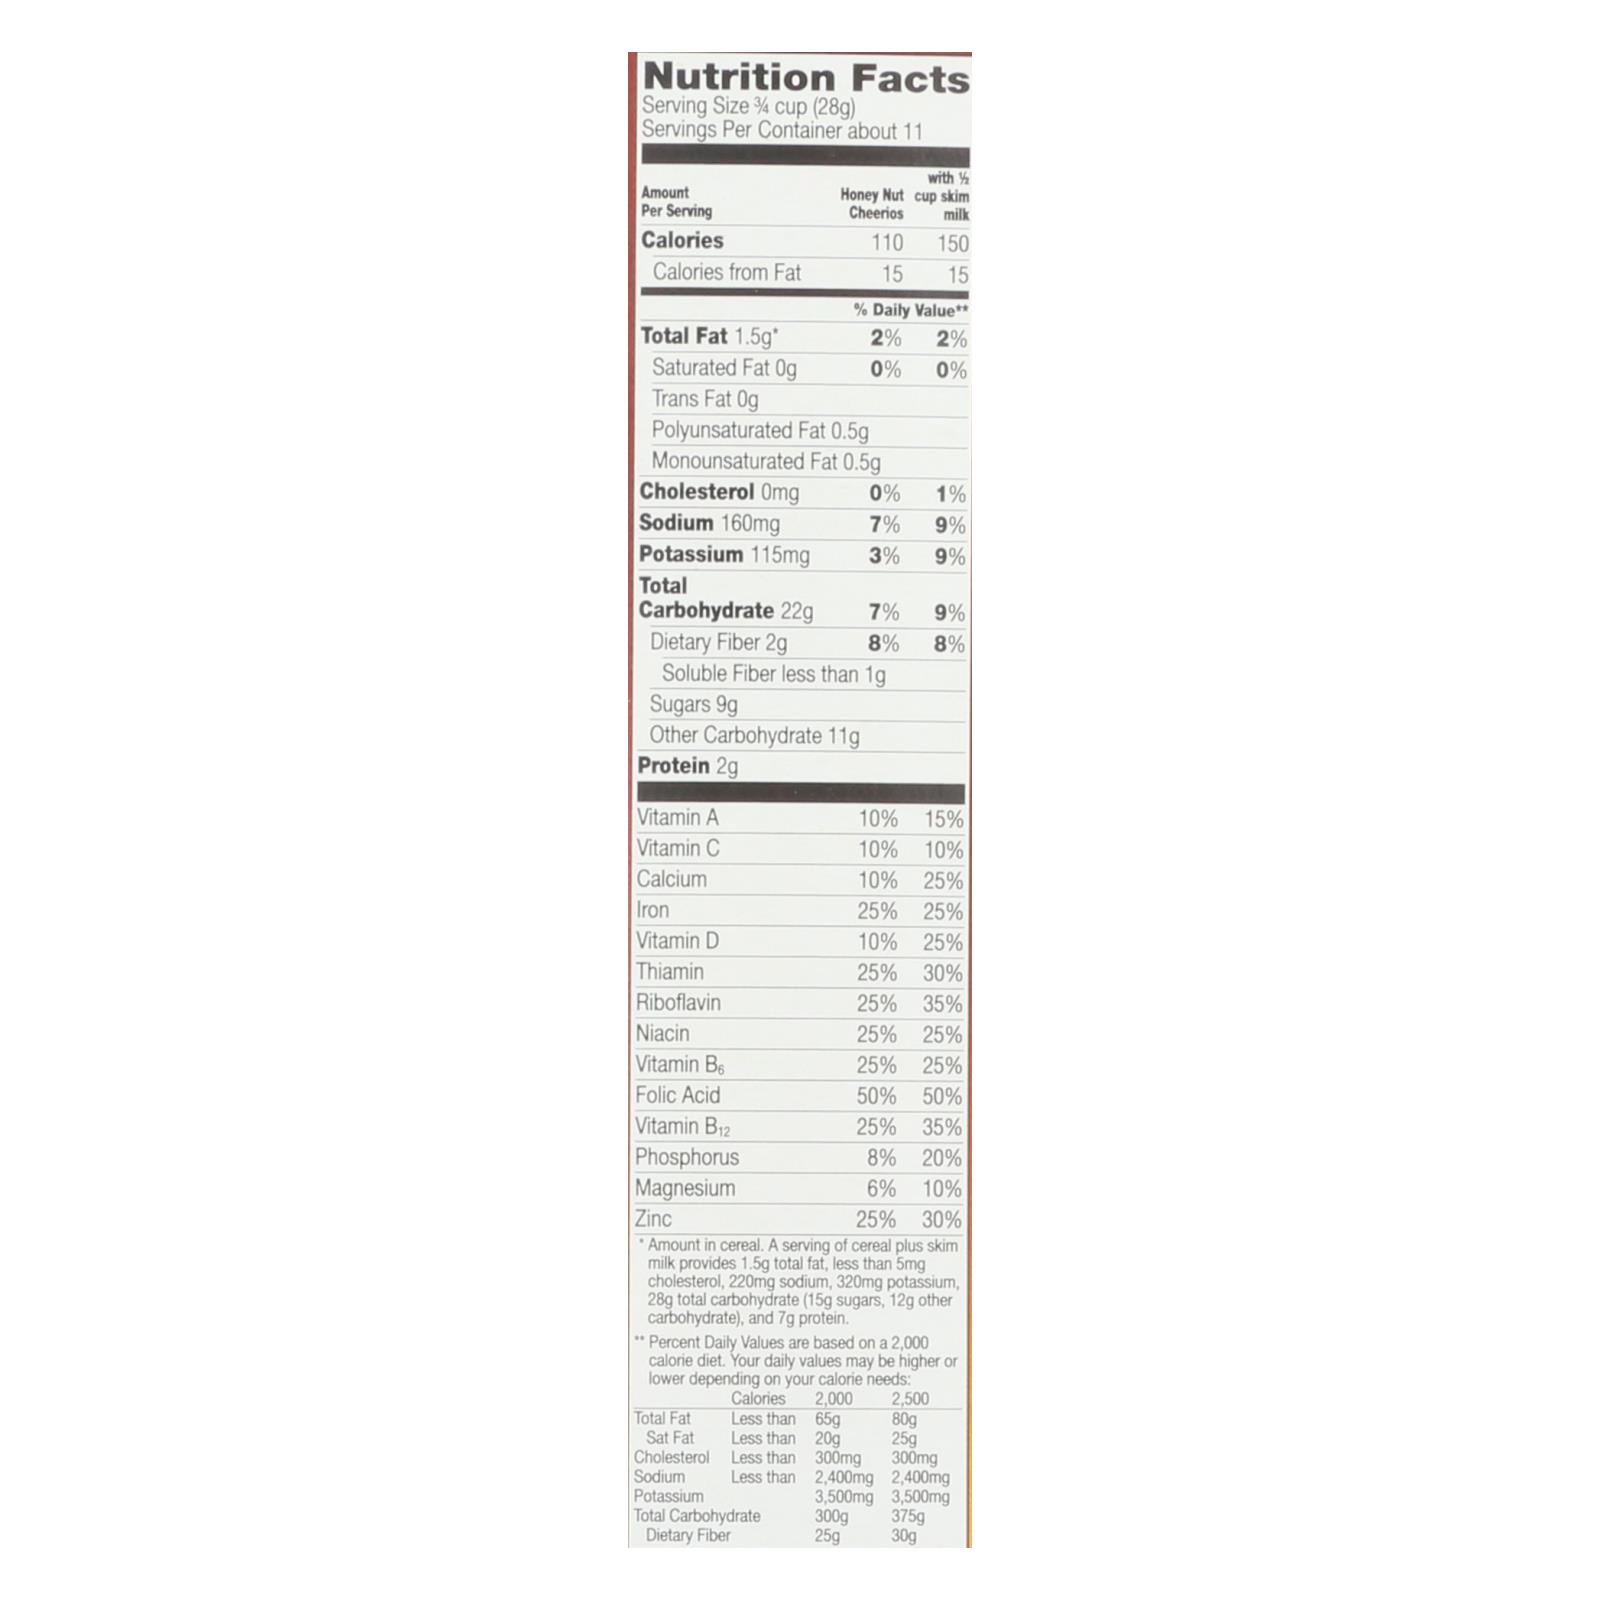 Nutrition Facts
Serving Size ¾ cup (28g)
Servings Per Container about 11
Amount Per Serving Honey Nut Cheerios with ½ cup skim milk
Calories 110 150
Calories from Fat 15 15
% Daily Value**
Total Fat 1.5g* 2% 2%
Saturated Fat 0g 0% 0%
Trans Fat 0g
Polyunsaturated Fat 0.5g
Monounsaturated Fat 0.5g
Cholesterol 0mg 0% 1%
Sodium 160mg 7% 9%
Potassium 115mg 3% 9%
Total
Carbohydrate 22g 7% 9%
Dietary Fiber 2g 8% 8%
Soluble Fiber less than 1g
Sugars 9g
Other Carbohydrate 11g
Protein 2g
Vitamin A 10% 15%
Vitamin C 10% 10%
Calcium 10% 25%
Iron 25% 25%
Vitamin D 10% 25%
Thiamin 25% 30%
Riboflavin 25% 35%
Niacin 25% 25%
Vitamin B₆ 25% 25%
Folic Acid 50% 50%
Vitamin B₁₂ 25% 35%
Phosphorus 8% 20%
Magnesium 6% 10%
Zinc 25% 30%
* Amount in cereal. A serving of cereal plus skim
milk provides 1.5g total fat, less than 5mg
cholesterol, 220mg sodium, 320mg potassium,
28g total carbohydrate (15g sugars, 12g other
carbohydrate), and 7g protein.
** Percent Daily Values are based on a 2,000
calorie diet. Your daily values may be higher or
lower depending on your calorie needs:
Calories 2,000 2,500
Total Fat Less than 65g 80g
Sat Fat Less than 20g 25g
Cholesterol Less than 300mg 300mg
Sodium Less than 2,400mg 2,400mg
Potassium 3,500mg 3,500mg
Total Carbohydrate 300g 375g
Dietary Fiber 25g 30g